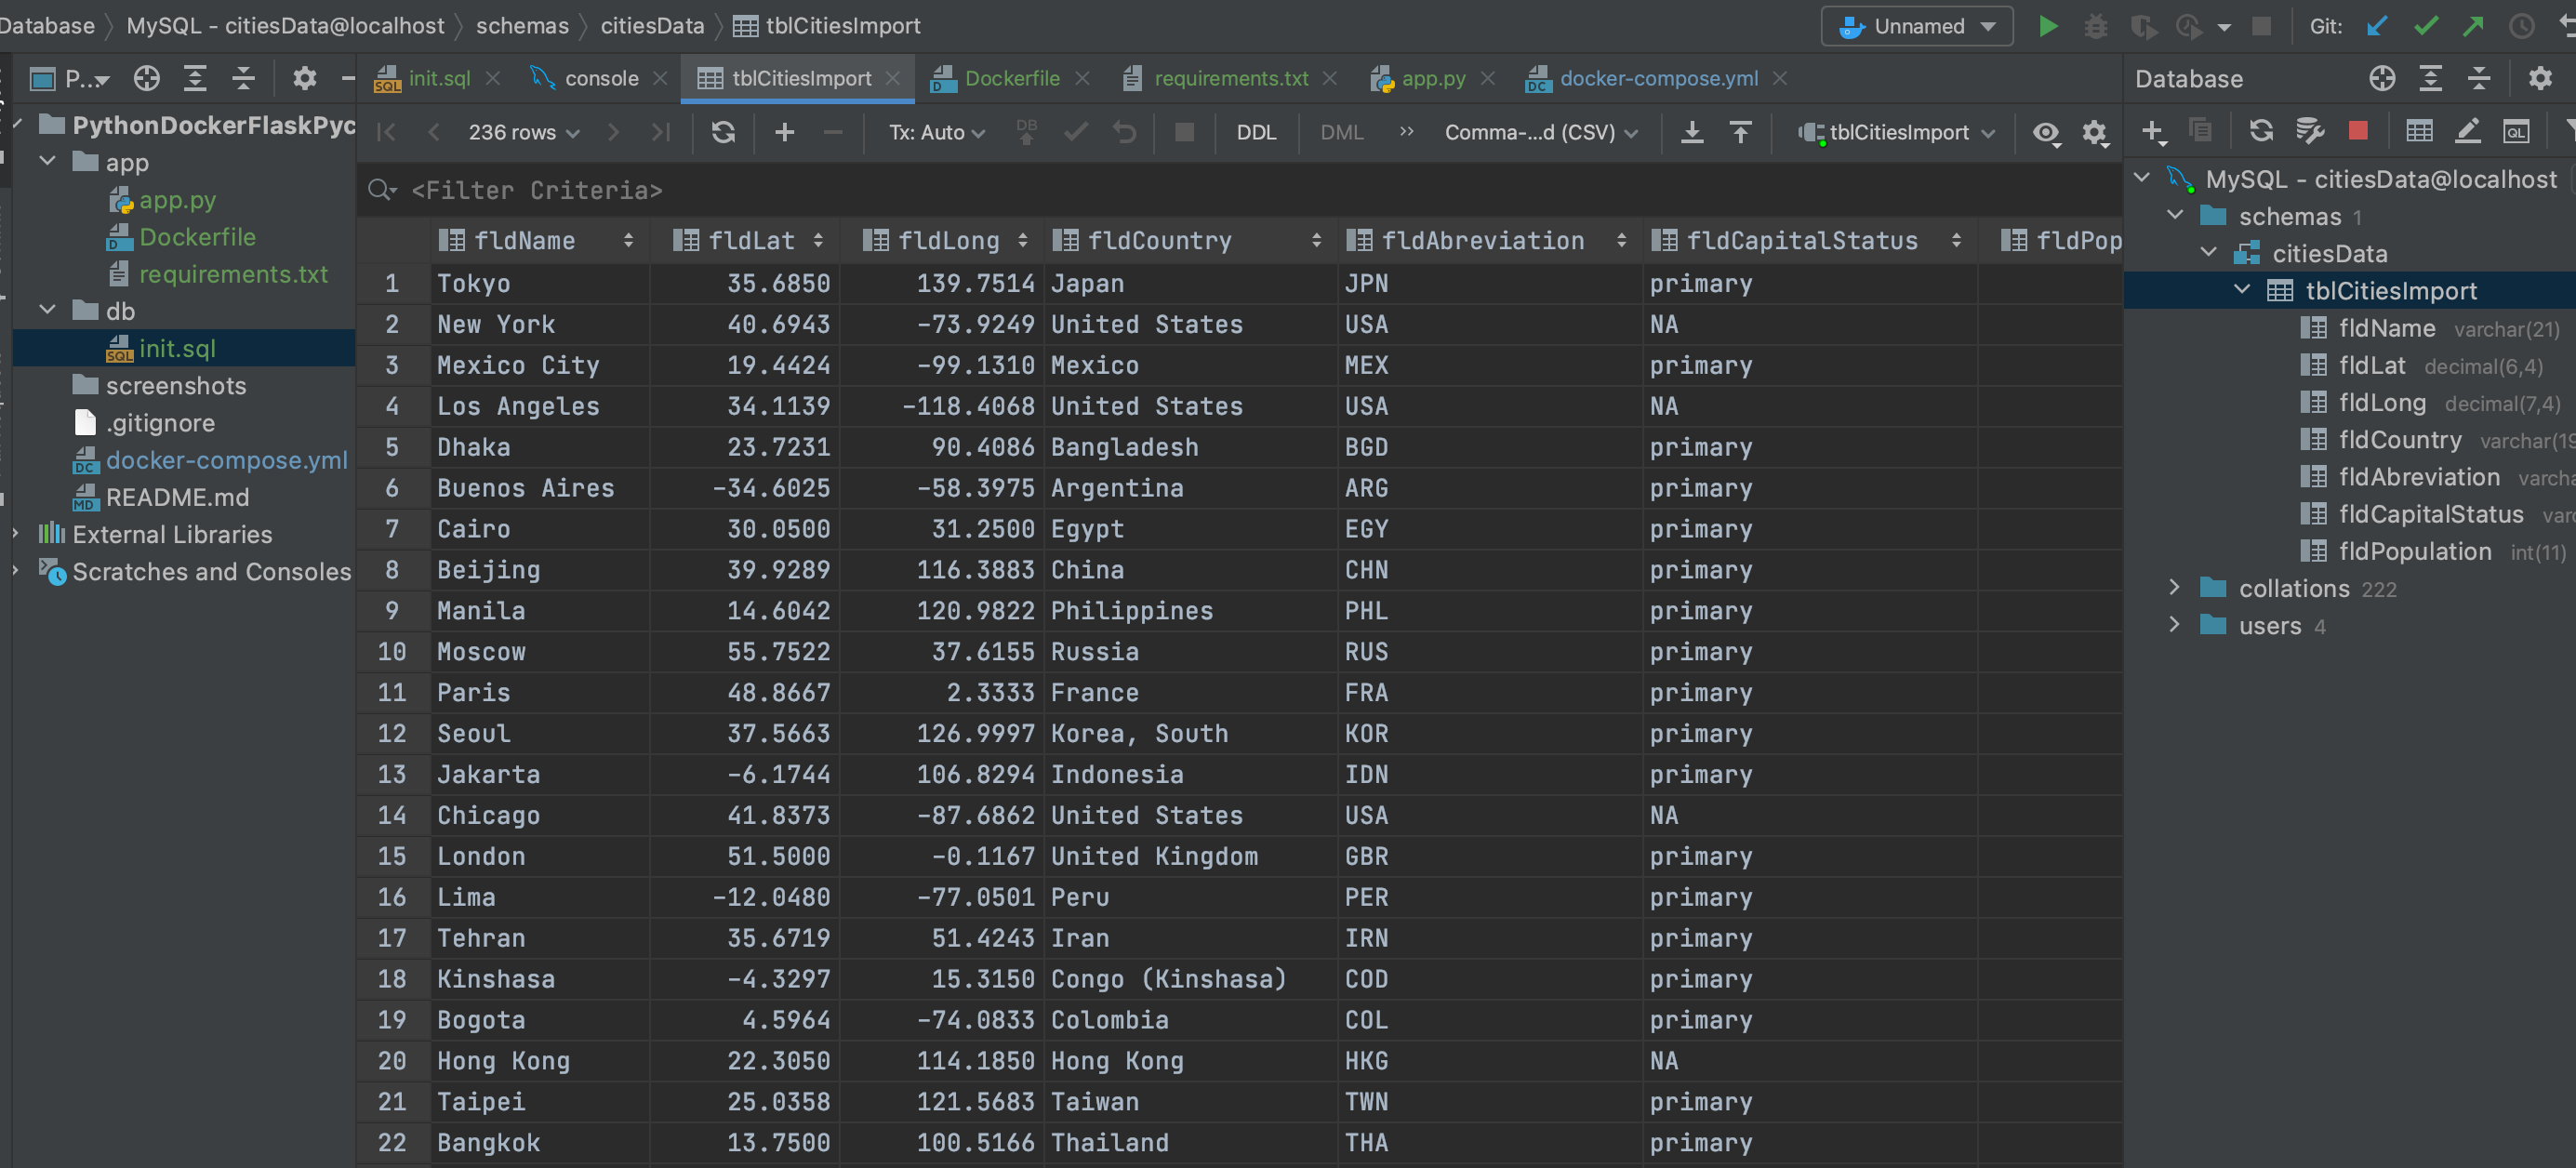 Database MySQL - citiesData@localhost schemas citiesData tblCitiesImport Unnamed Git:
P... init.sql console tblCitiesImport Dockerfile requirements.txt app.py docker-compose.yml Database
236 rows Tx: Auto DB DDL DML Comma-...d (CSV) tblCitiesImport
<Filter Criteria>
PythonDockerFlaskPyc
app
app.py
Dockerfile
requirements.txt
db
init.sql
screenshots
.gitignore
docker-compose.yml
README.md
External Libraries
Scratches and Consoles
fldName fldLat fldLong fldCountry fldAbreviation fldCapitalStatus fldPop
1 Tokyo 35.6850 139.7514 Japan JPN primary
2 New York 40.6943 -73.9249 United States USA NA
3 Mexico City 19.4424 -99.1310 Mexico MEX primary
4 Los Angeles 34.1139 -118.4068 United States USA NA
5 Dhaka 23.7231 90.4086 Bangladesh BGD primary
6 Buenos Aires -34.6025 -58.3975 Argentina ARG primary
7 Cairo 30.0500 31.2500 Egypt EGY primary
8 Beijing 39.9289 116.3883 China CHN primary
9 Manila 14.6042 120.9822 Philippines PHL primary
10 Moscow 55.7522 37.6155 Russia RUS primary
11 Paris 48.8667 2.3333 France FRA primary
12 Seoul 37.5663 126.9997 Korea, South KOR primary
13 Jakarta -6.1744 106.8294 Indonesia IDN primary
14 Chicago 41.8373 -87.6862 United States USA NA
15 London 51.5000 -0.1167 United Kingdom GBR primary
16 Lima -12.0480 -77.0501 Peru PER primary
17 Tehran 35.6719 51.4243 Iran IRN primary
18 Kinshasa -4.3297 15.3150 Congo (Kinshasa) COD primary
19 Bogota 4.5964 -74.0833 Colombia COL primary
20 Hong Kong 22.3050 114.1850 Hong Kong HKG NA
21 Taipei 25.0358 121.5683 Taiwan TWN primary
22 Bangkok 13.7500 100.5166 Thailand THA primary
MySQL - citiesData@localhost
schemas 1
citiesData
tblCitiesImport
fldName varchar(21)
fldLat decimal(6,4)
fldLong decimal(7,4)
fldCountry varchar(19
fldAbreviation varcha
fldCapitalStatus varc
fldPopulation int(11)
collations 222
users 4